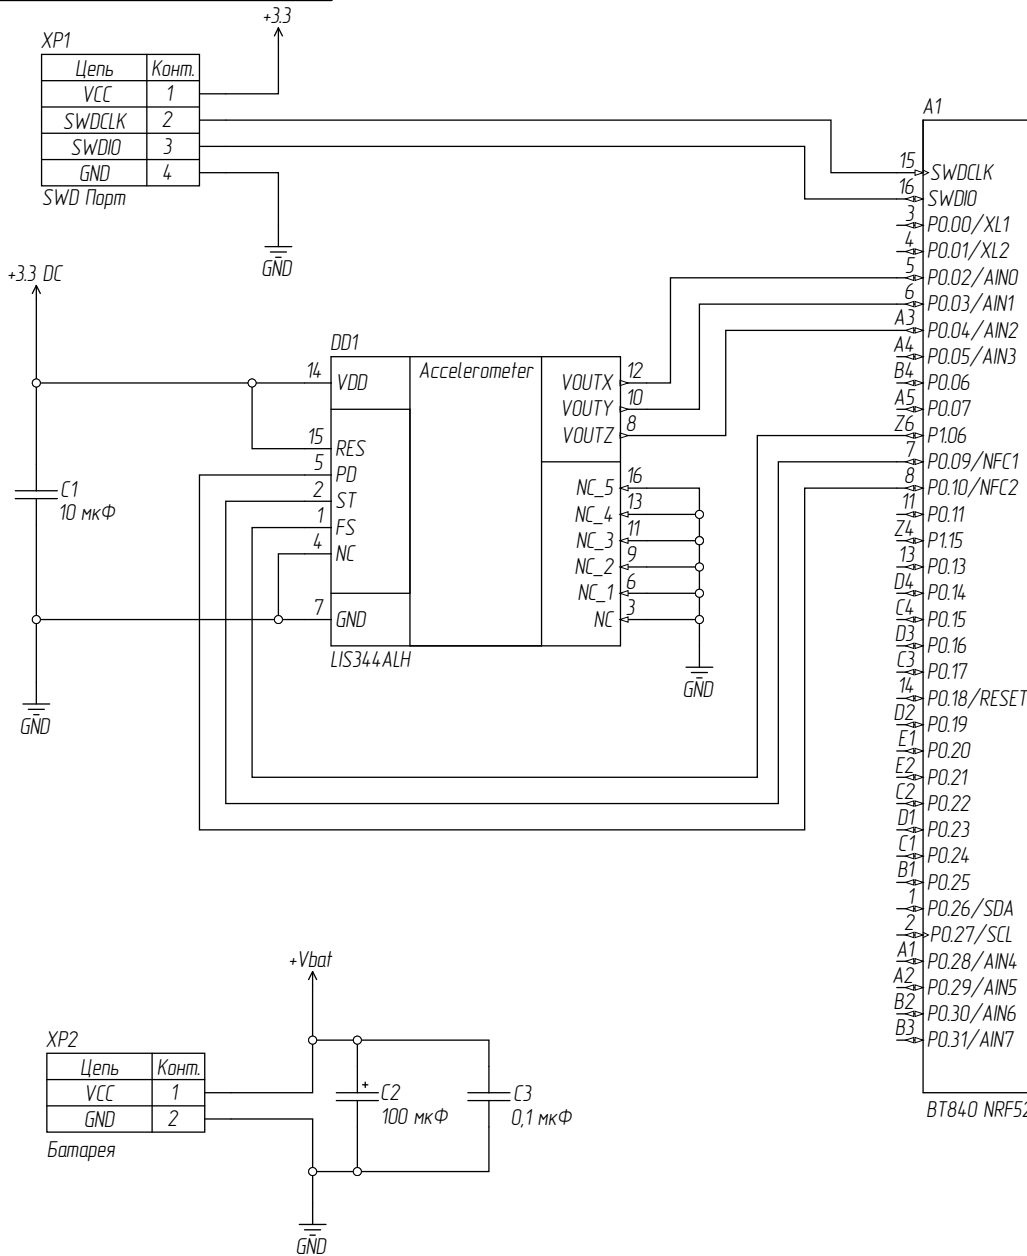 +3.3
XP1
Цепь Конт.
VCC 1
SWDCLK 2
SWDIO 3
GND 4
SWD Порт
GND
+3.3 DC
C1
10 мкФ
GND
DD1
Accelerometer
14 VDD
15 RES
5 PD
2 ST
1 FS
4 NC
7 GND
VOUTX 12
VOUTY 10
VOUTZ 8
NC_5 16
NC_4 13
NC_3 11
NC_2 9
NC_1 6
NC 3
LIS344ALH
GND
A1
15 SWDCLK
16 SWDIO
3 P0.00/XL1
4 P0.01/XL2
5 P0.02/AIN0
6 P0.03/AIN1
A3 P0.04/AIN2
A4 P0.05/AIN3
B4 P0.06
A5 P0.07
Z6 P1.06
7 P0.09/NFC1
8 P0.10/NFC2
11 P0.11
Z4 P1.15
13 P0.13
D4 P0.14
C4 P0.15
D3 P0.16
C3 P0.17
14 P0.18/RESET
D2 P0.19
E1 P0.20
E2 P0.21
C2 P0.22
D1 P0.23
C1 P0.24
B1 P0.25
1 P0.26/SDA
2 P0.27/SCL
A1 P0.28/AIN4
A2 P0.29/AIN5
B2 P0.30/AIN6
B3 P0.31/AIN7
BT840 NRF52
+Vbat
XP2
Цепь Конт.
VCC 1
GND 2
Батарея
+
C2
100 мкФ
C3
0,1 мкФ
GND